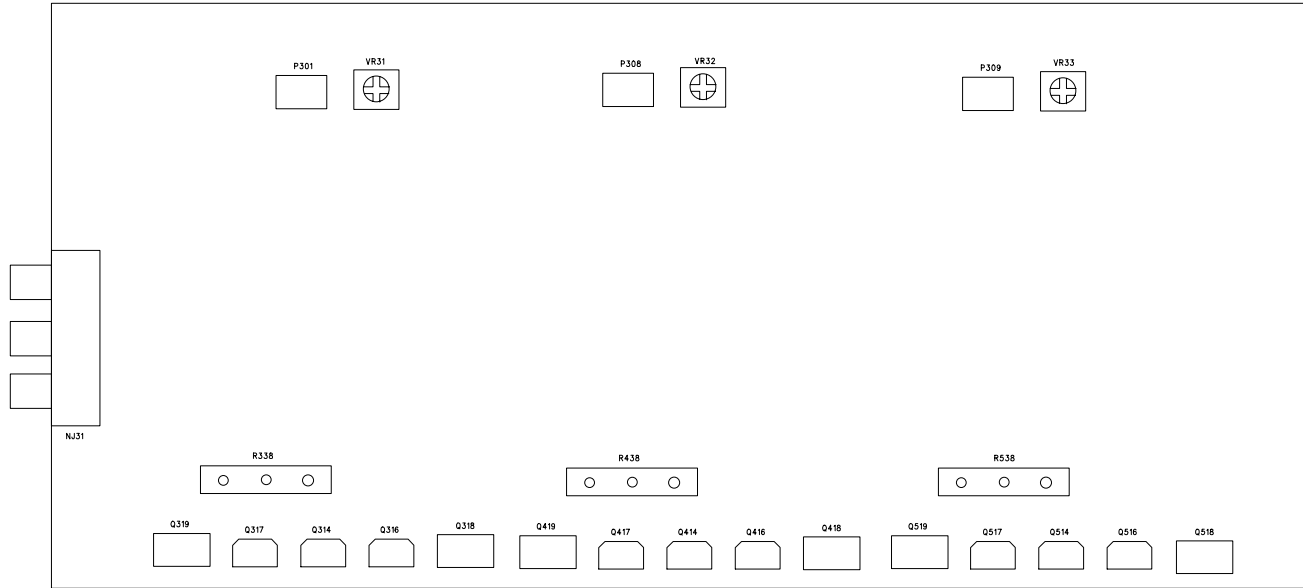 P301 VR31 P308 VR32 P309 VR33
NJ31
R338 R438 R538
Q319 Q317 Q314 Q316 Q318 Q419 Q417 Q414 Q416 Q418 Q519 Q517 Q514 Q516 Q518